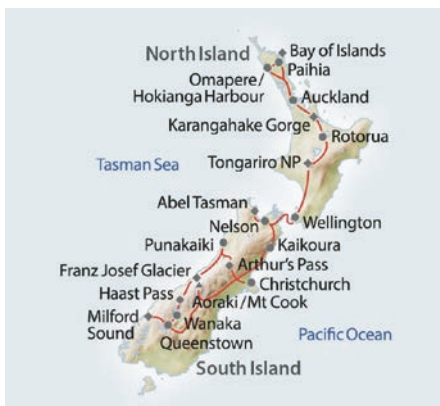 North Island
Bay of Islands
Paihia
Omapere/
Hokianga Harbour
Auckland
Karangahake Gorge
Rotorua
Tasman Sea
Tongariro NP
Abel Tasman
Nelson
Wellington
Punakaiki
Kaikoura
Franz Josef Glacier
Arthur's Pass
Christchurch
Haast Pass
Aoraki/Mt Cook
Milford
Sound
Wanaka
Queenstown
Pacific Ocean
South Island